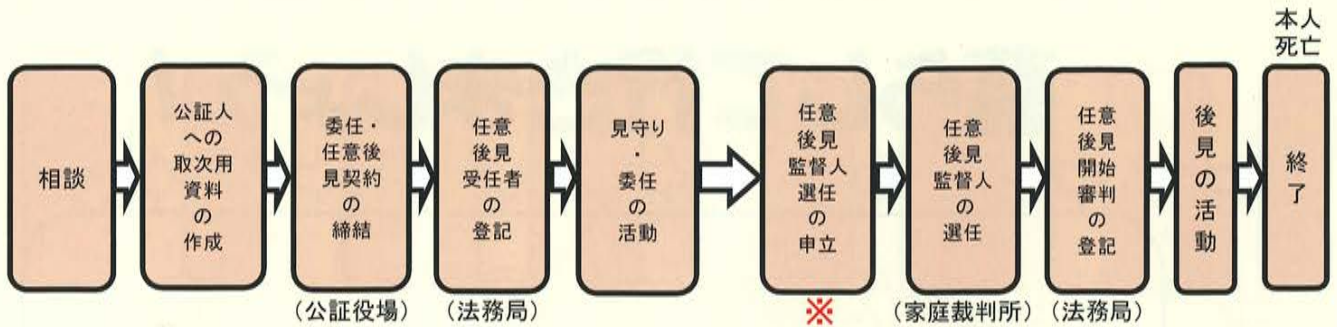 相談
公証人
への
取次用
資料
の
作成
委任・
任意後
見契約
の
締結
(公証役場)
任意
後見
受任者
の
登記
(法務局)
見守り
・
委任
の
活動
任意
後見
監督人
選任
の
申立
※
任意
後見
監督人
の
選任
(家庭裁判所)
任意
後見
開始
審判
の
登記
(法務局)
後見の活動
本人
死亡
終了